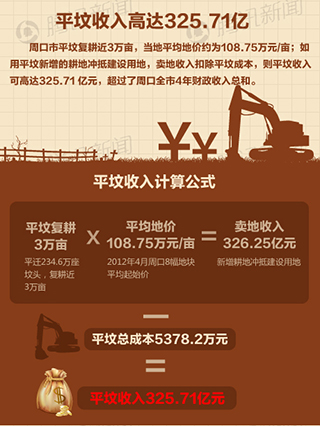 平坟收入高达325.71亿
周口市平坟复耕近3万亩，当地平均地价约为108.75万元/亩；如
用平坟新增的耕地冲抵建设用地，卖地收入扣除平坟成本，则平坟收入
可高达325.71 亿元，超过了周口全市4年财政收入总和。
¥¥
平坟收入计算公式
平坟复耕
3万亩
平迁234.6万座
坟头，复耕近
3万亩
X
平均地价
108.75万元/亩
2012年4月周口8幅地块
平均起始价
=
卖地收入
326.25亿元
新增耕地冲抵建设用地
—
平坟总成本5378.2万元
=
$
平坟收入325.71亿元
腾讯新闻
腾讯新闻